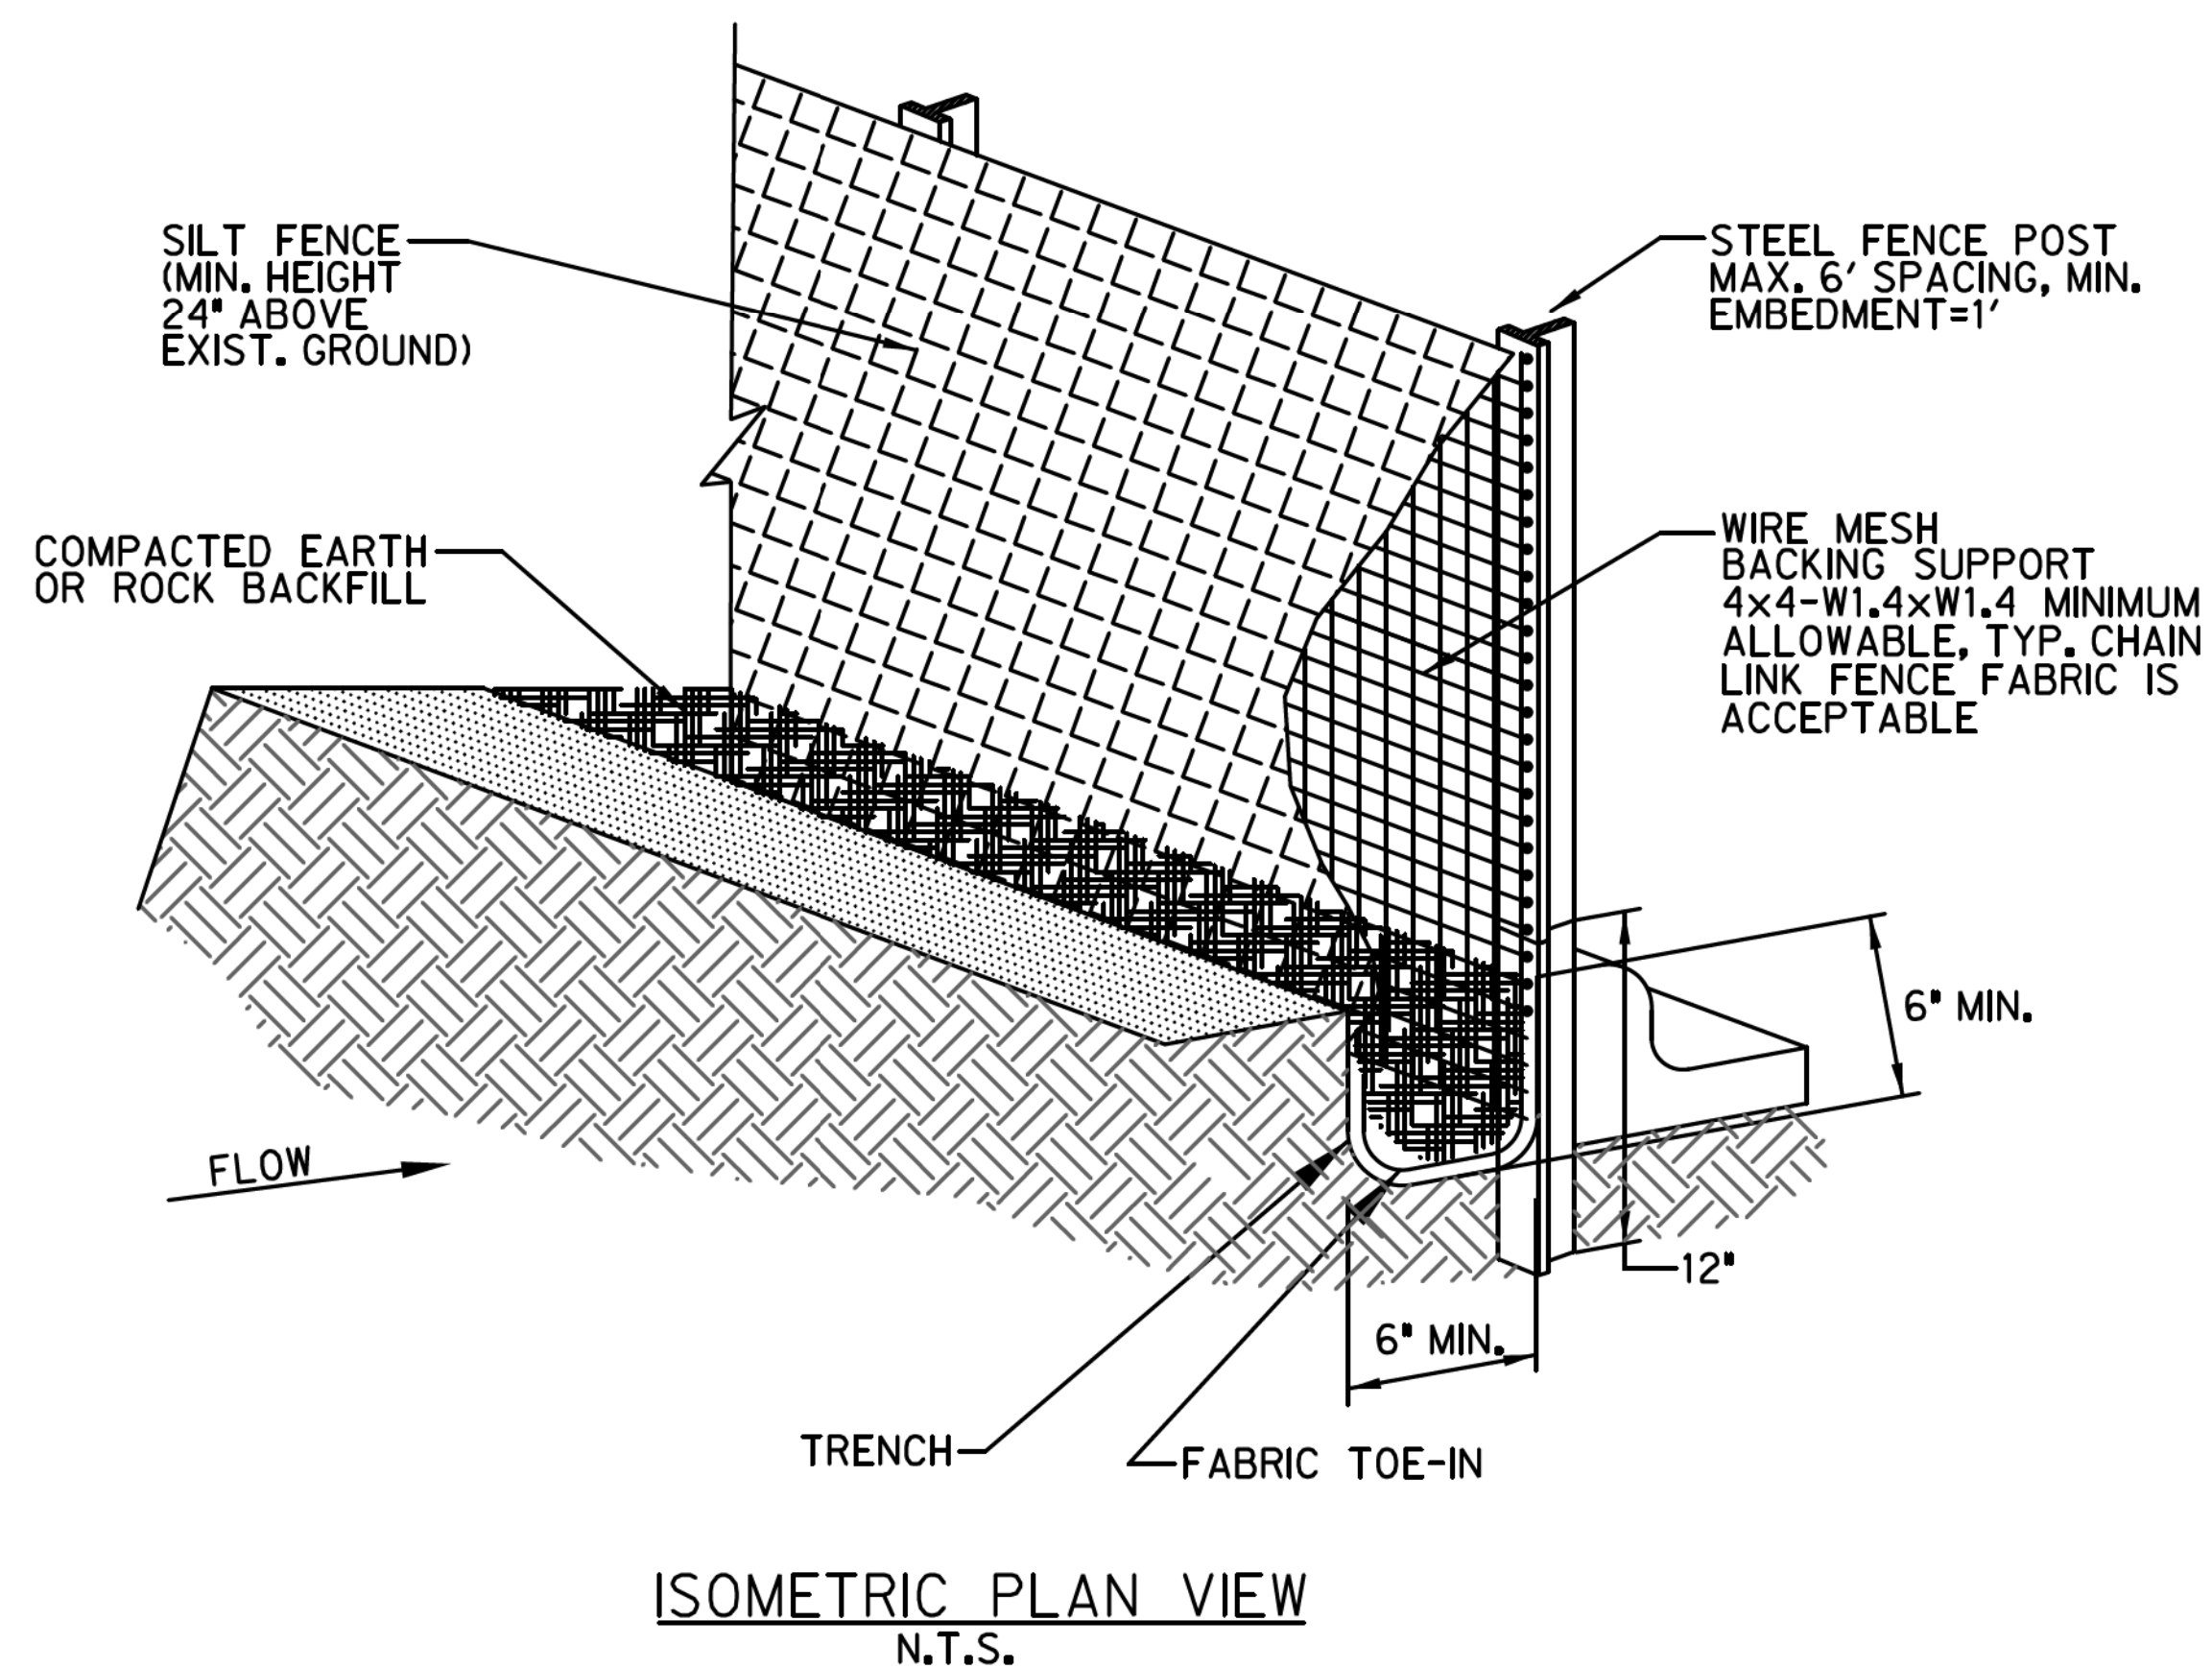 SILT FENCE
(MIN. HEIGHT
24" ABOVE
EXIST. GROUND)
STEEL FENCE POST
MAX. 6' SPACING, MIN.
EMBEDMENT=1'
COMPACTED EARTH
OR ROCK BACKFILL
WIRE MESH
BACKING SUPPORT
4x4-W1.4xW1.4 MINIMUM
ALLOWABLE, TYP. CHAIN
LINK FENCE FABRIC IS
ACCEPTABLE
6" MIN.
FLOW
12"
6" MIN.
TRENCH
FABRIC TOE-IN
ISOMETRIC PLAN VIEW
N.T.S.